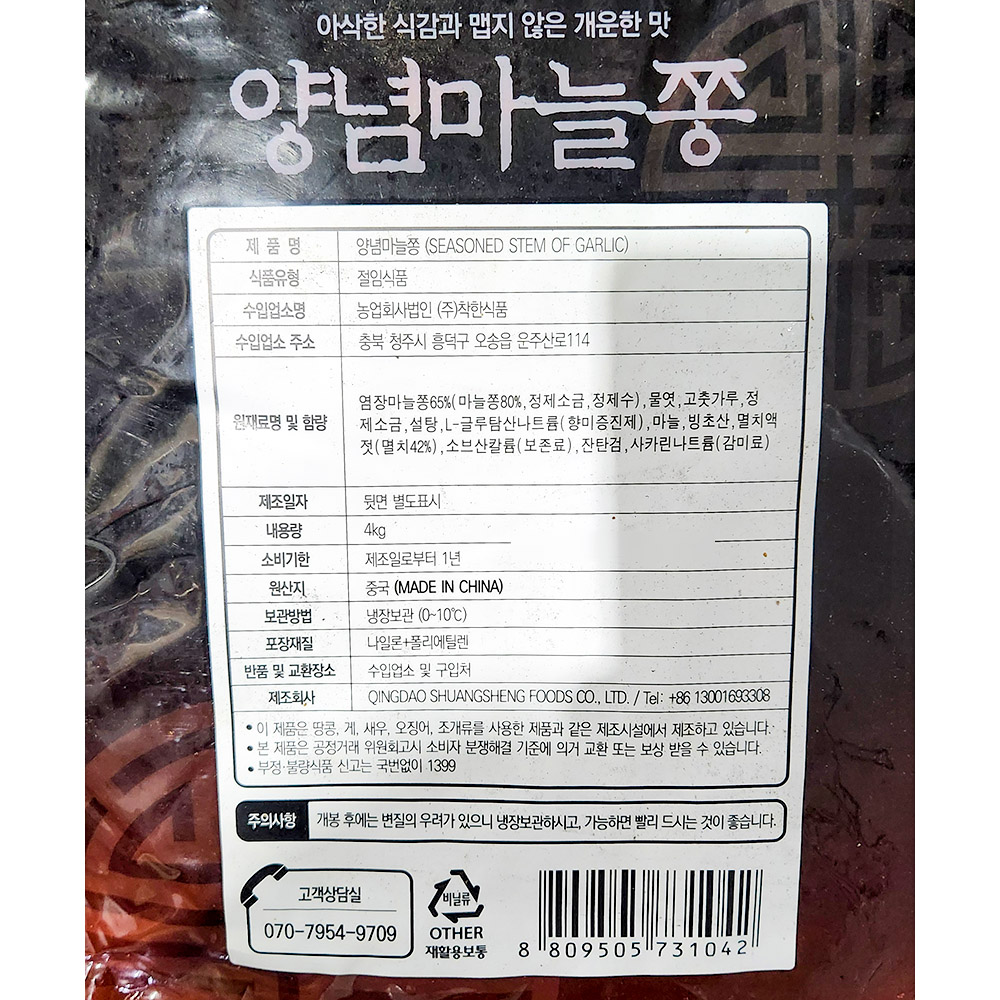 아삭한 식감과 맵지 않은 개운한 맛
양념마늘쫑
제 품 명 양념마늘쫑 (SEASONED STEM OF GARLIC)
식품유형 절임식품
수입업소명 농업회사법인 (주)착한식품
수입업소 주소 충북 청주시 흥덕구 오송읍 운주산로114
원재료명 및 함량 염장마늘쫑65%(마늘쫑80%,정제소금,정제수),물엿,고춧가루,정
제소금,설탕,L-글루탐산나트륨(향미증진제),마늘,빙초산,멸치액
젓(멸치42%),소브산칼륨(보존료),잔탄검,사카린나트륨(감미료)
제조일자 뒷면 별도표시
내용량 4kg
소비기한 제조일로부터 1년
원산지 중국 (MADE IN CHINA)
보관방법 냉장보관 (0~10℃)
포장재질 나일론+폴리에틸렌
반품 및 교환장소 수입업소 및 구입처
제조회사 QINGDAO SHUANGSHENG FOODS CO., LTD. / Tel: +86 13001693308
• 이 제품은 땅콩, 게, 새우, 오징어, 조개류를 사용한 제품과 같은 제조시설에서 제조하고 있습니다.
• 본 제품은 공정거래 위원회고시 소비자 분쟁해결 기준에 의거 교환 또는 보상 받을 수 있습니다.
• 부정·불량식품 신고는 국번없이 1399
주의사항 개봉 후에는 변질의 우려가 있으니 냉장보관하시고, 가능하면 빨리 드시는 것이 좋습니다.
고객상담실
070-7954-9709
비닐류
OTHER
재활용보통
8 809505 731042